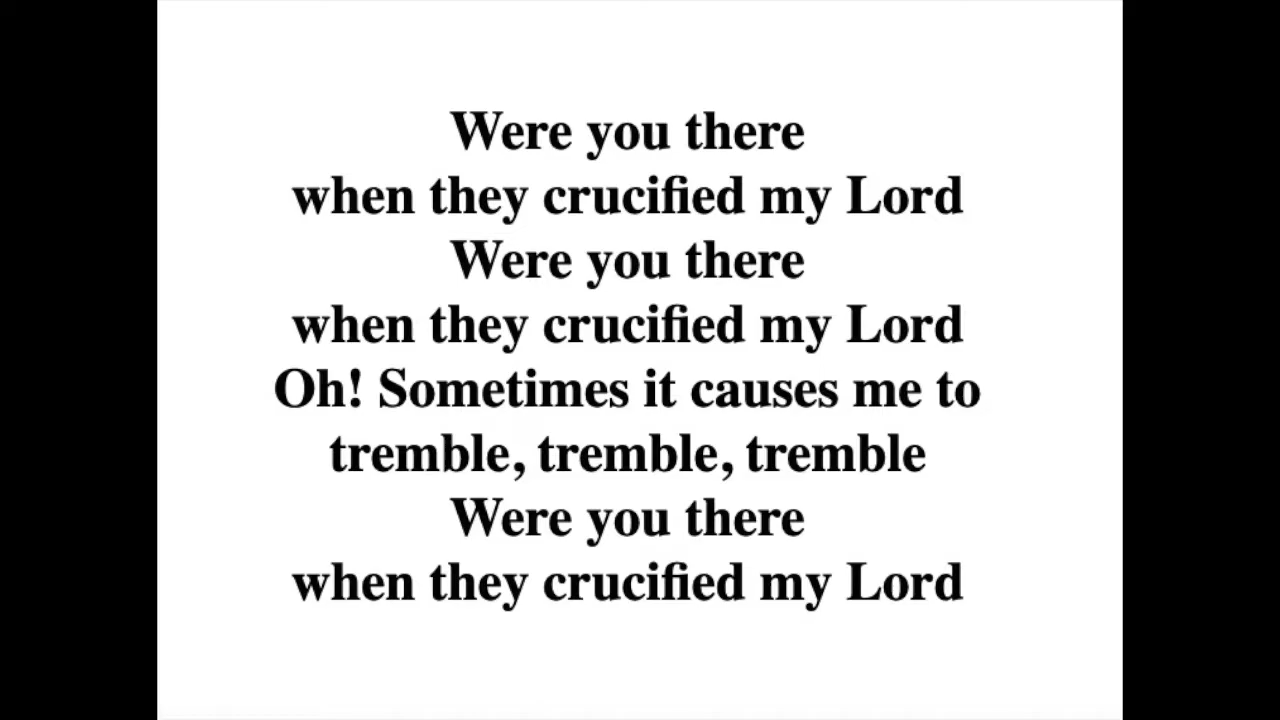 Were you there
when they crucified my Lord
Were you there
when they crucified my Lord
Oh! Sometimes it causes me to
tremble, tremble, tremble
Were you there
when they crucified my Lord